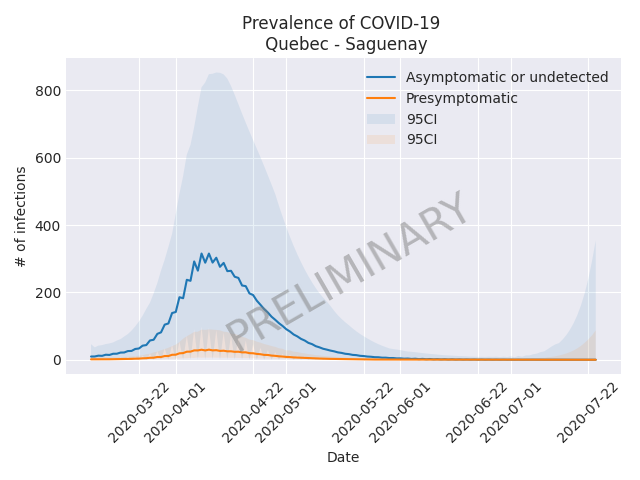 Prevalence of COVID-19
Quebec - Saguenay
Asymptomatic or undetected
Presymptomatic
95CI
95CI
800
600
400
200
0
# of infections
PRELIMINARY
2020-03-22
2020-04-01
2020-04-22
2020-05-01
2020-05-22
2020-06-01
2020-06-22
2020-07-01
2020-07-22
Date